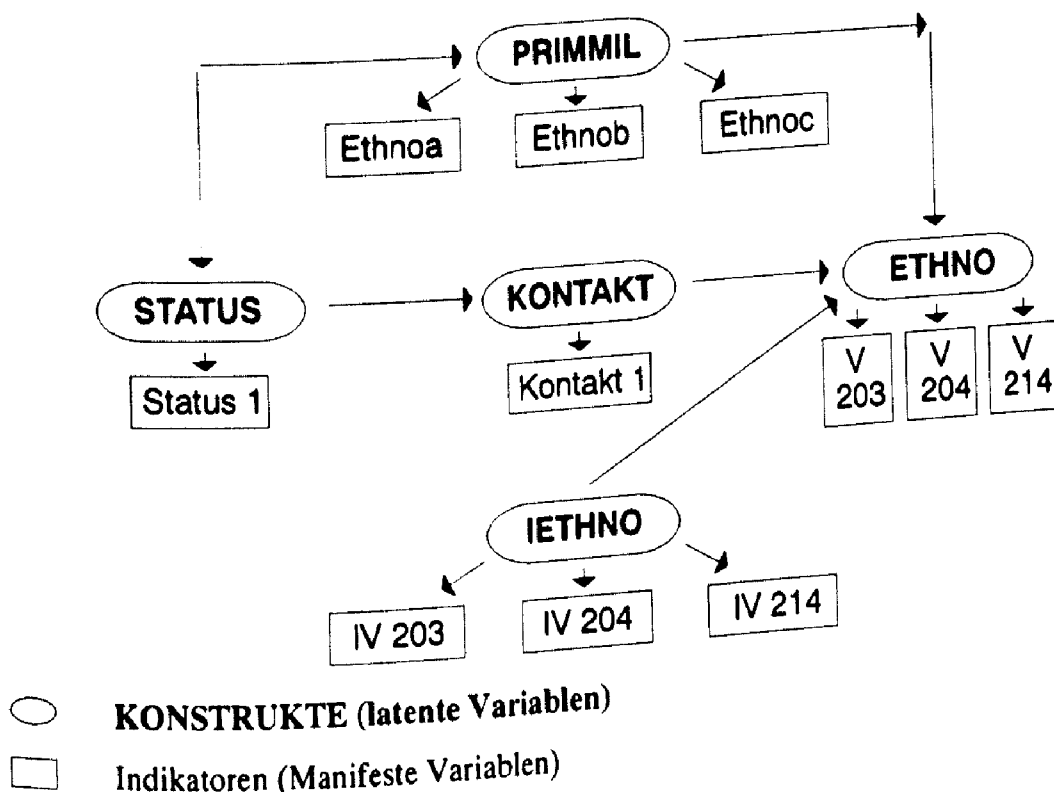 PRIMMIL
Ethnoa
Ethnob
Ethnoc
STATUS
KONTAKT
ETHNO
Status 1
Kontakt 1
V
203
V
204
V
214
IETHNO
IV 203
IV 204
IV 214
KONSTRUKTE (latente Variablen)
Indikatoren (Manifeste Variablen)